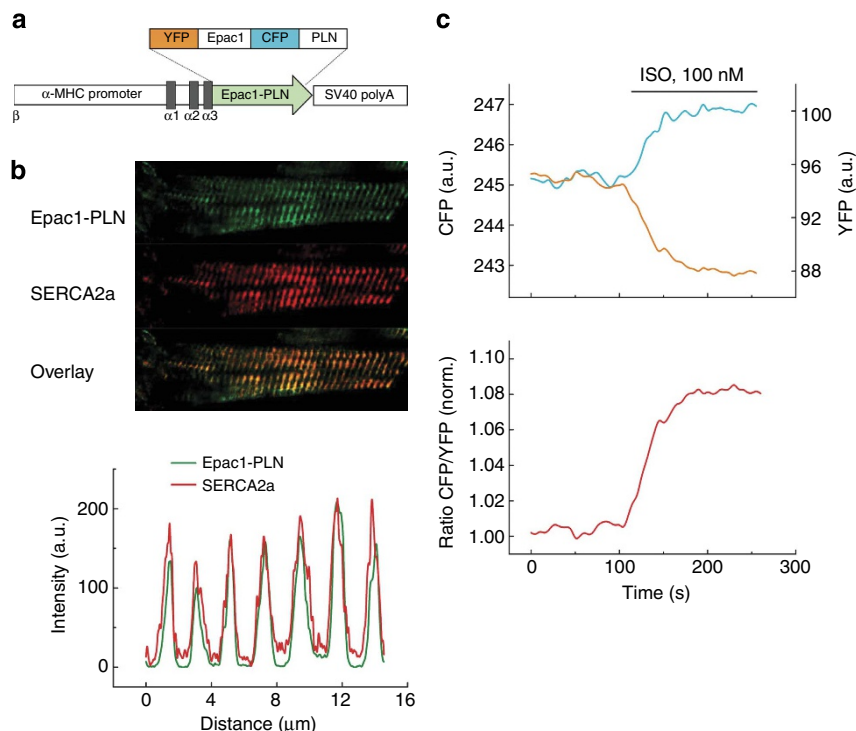 a
YFP Epac1 CFP PLN
α-MHC promoter Epac1-PLN SV40 polyA
β α1 α2 α3
b
Epac1-PLN
SERCA2a
Overlay
Epac1-PLN
SERCA2a
Intensity (a.u.)
200
100
0
0 4 8 12 16
Distance (μm)
c
ISO, 100 nM
CFP (a.u.)
247
246
245
244
243
YFP (a.u.)
100
96
92
88
Ratio CFP/YFP (norm.)
1.10
1.08
1.06
1.04
1.02
1.00
0 100 200 300
Time (s)